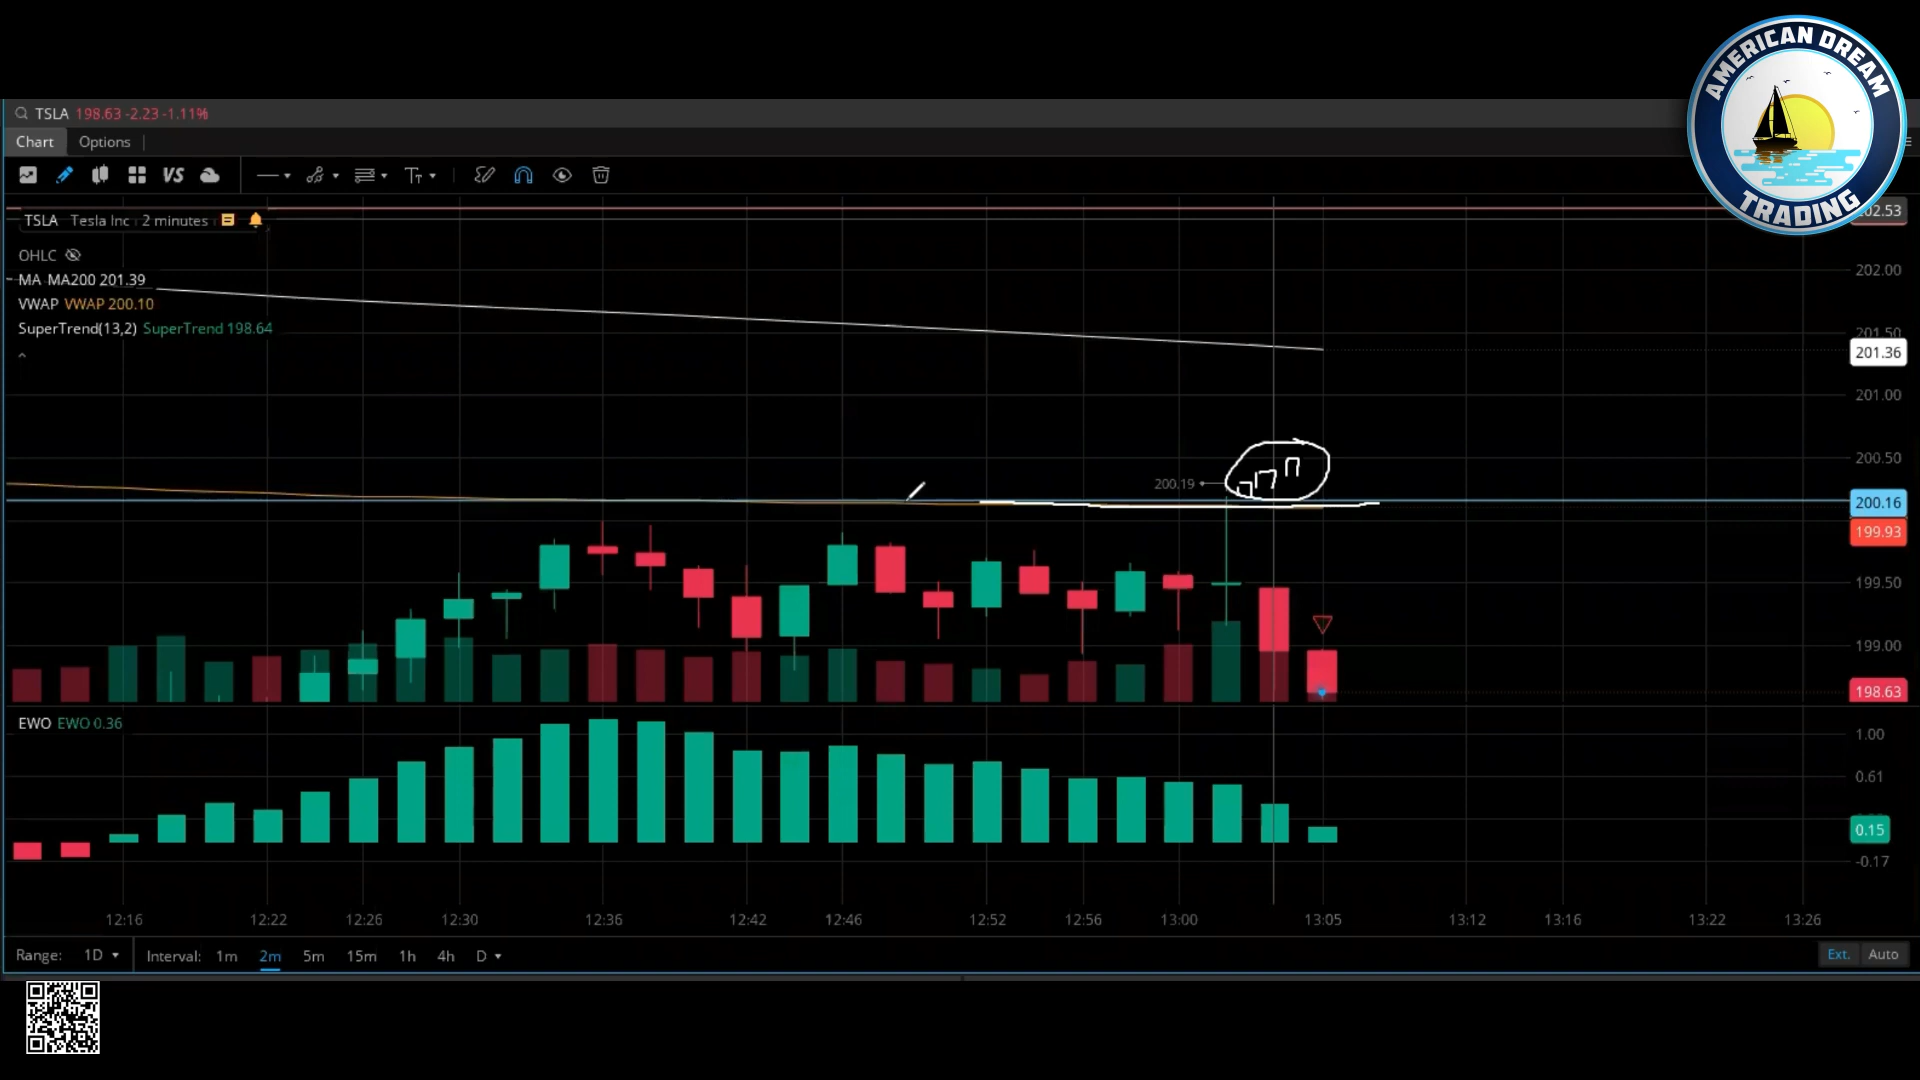 AMERICAN DREAM
TRADING
TSLA 198.63 -2.23 -1.11%
Chart Options
VS
TSLA Tesla Inc 2 minutes
OHLC
MA MA200 201.39
VWAP VWAP 200.10
SuperTrend(13,2) SuperTrend 198.64
202.00
201.50
201.36
201.00
200.50
200.19
200.16
199.93
199.50
199.00
198.63
EWO EWO 0.36
1.00
0.61
0.15
-0.17
12:16 12:22 12:26 12:30 12:36 12:42 12:46 12:52 12:56 13:00 13:05 13:12 13:16 13:22 13:26
Range: 1D Interval: 1m 2m 5m 15m 1h 4h D Ext. Auto